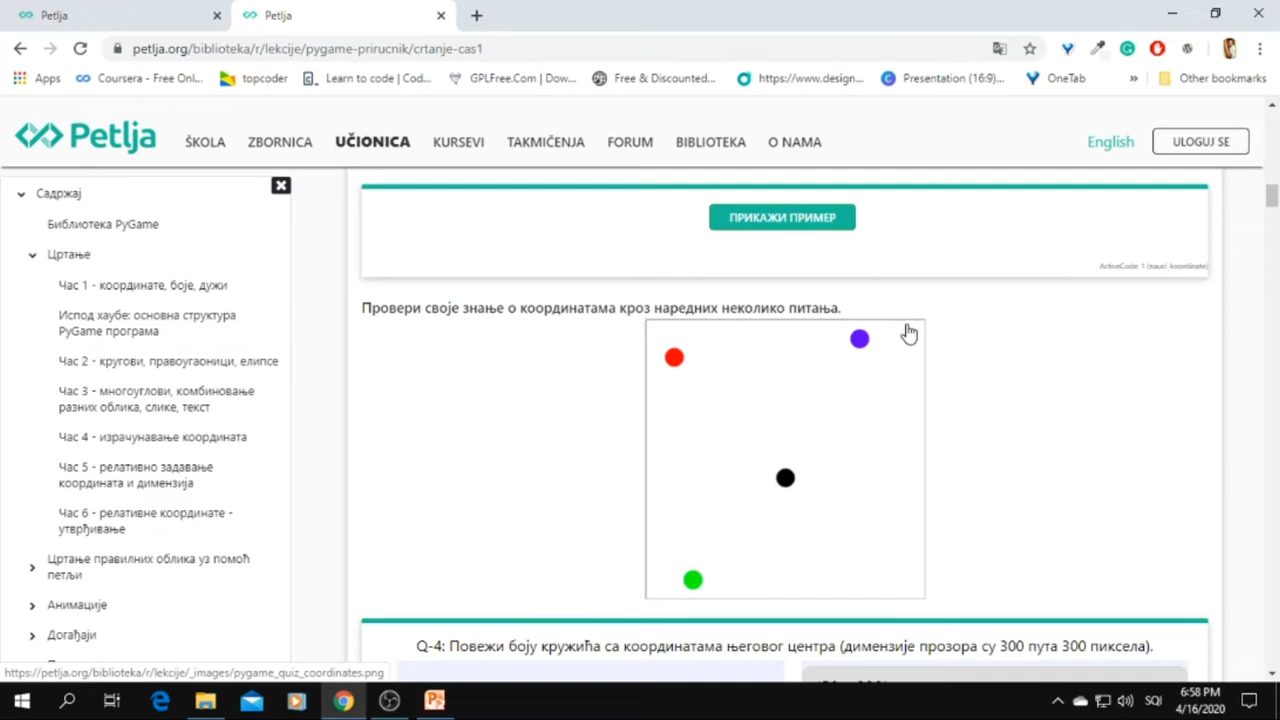 Petlja
Petlja
petlja.org/biblioteka/r/lekcije/pygame-prirucnik/crtanje-cas1
Apps
Coursera - Free Onl...
topcoder
Learn to code | Cod...
GPLFree.Com | Dow...
Free & Discounted...
https://www.design...
Presentation (16:9)...
OneTab
»
Other bookmarks
Petlja
ŠKOLA
ZBORNICA
UČIONICA
KURSEVI
TAKMIČENJA
FORUM
BIBLIOTEKA
O NAMA
English
ULOGUJ SE
Садржај
Библиотека PyGame
Цртање
Час 1 - координате, боје, дужи
Испод хаубе: основна структура
PyGame програма
Час 2 - кругови, правоугаоници, елипсе
Час 3 - многоуглови, комбиновање
разних облика, слике, текст
Час 4 - израчунавање координата
Час 5 - релативно задавање
координата и димензија
Час 6 - релативне координате -
утврђивање
Цртање правилних облика уз помоћ
петљи
Анимације
Догађаји
ПРИКАЖИ ПРИМЕР
ActiveCode: 1 (nauci_koordinate)
Провери своје знање о координатама кроз наредних неколико питања.
Q-4: Повежи боју кружића са координатама његовог центра (димензије прозора су 300 пута 300 пиксела).
https://petlja.org/biblioteka/r/lekcije/_images/pygame_quiz_coordinates.png
SQI
6:58 PM
4/16/2020